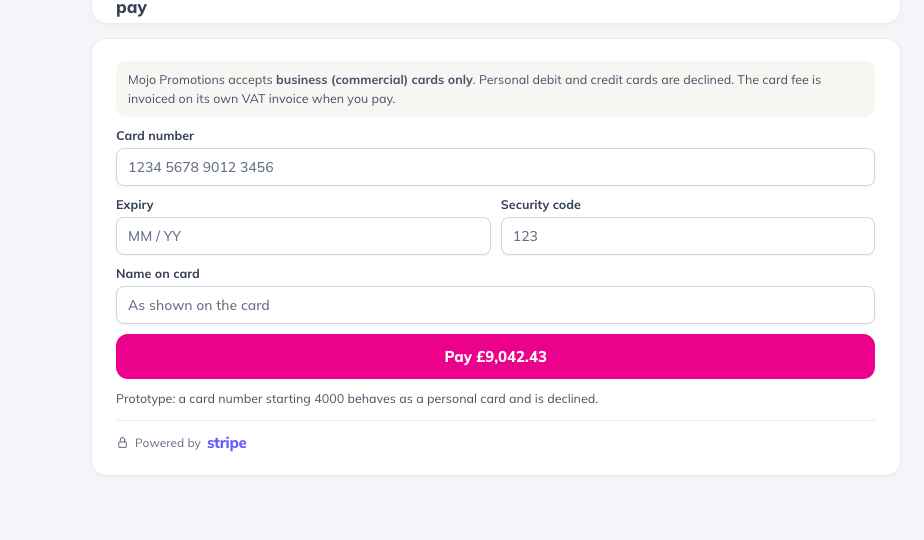 pay
Mojo Promotions accepts business (commercial) cards only. Personal debit and credit cards are declined. The card fee is
invoiced on its own VAT invoice when you pay.
Card number
1234 5678 9012 3456
Expiry
Security code
MM / YY
123
Name on card
As shown on the card
Pay £9,042.43
Prototype: a card number starting 4000 behaves as a personal card and is declined.
Powered by stripe